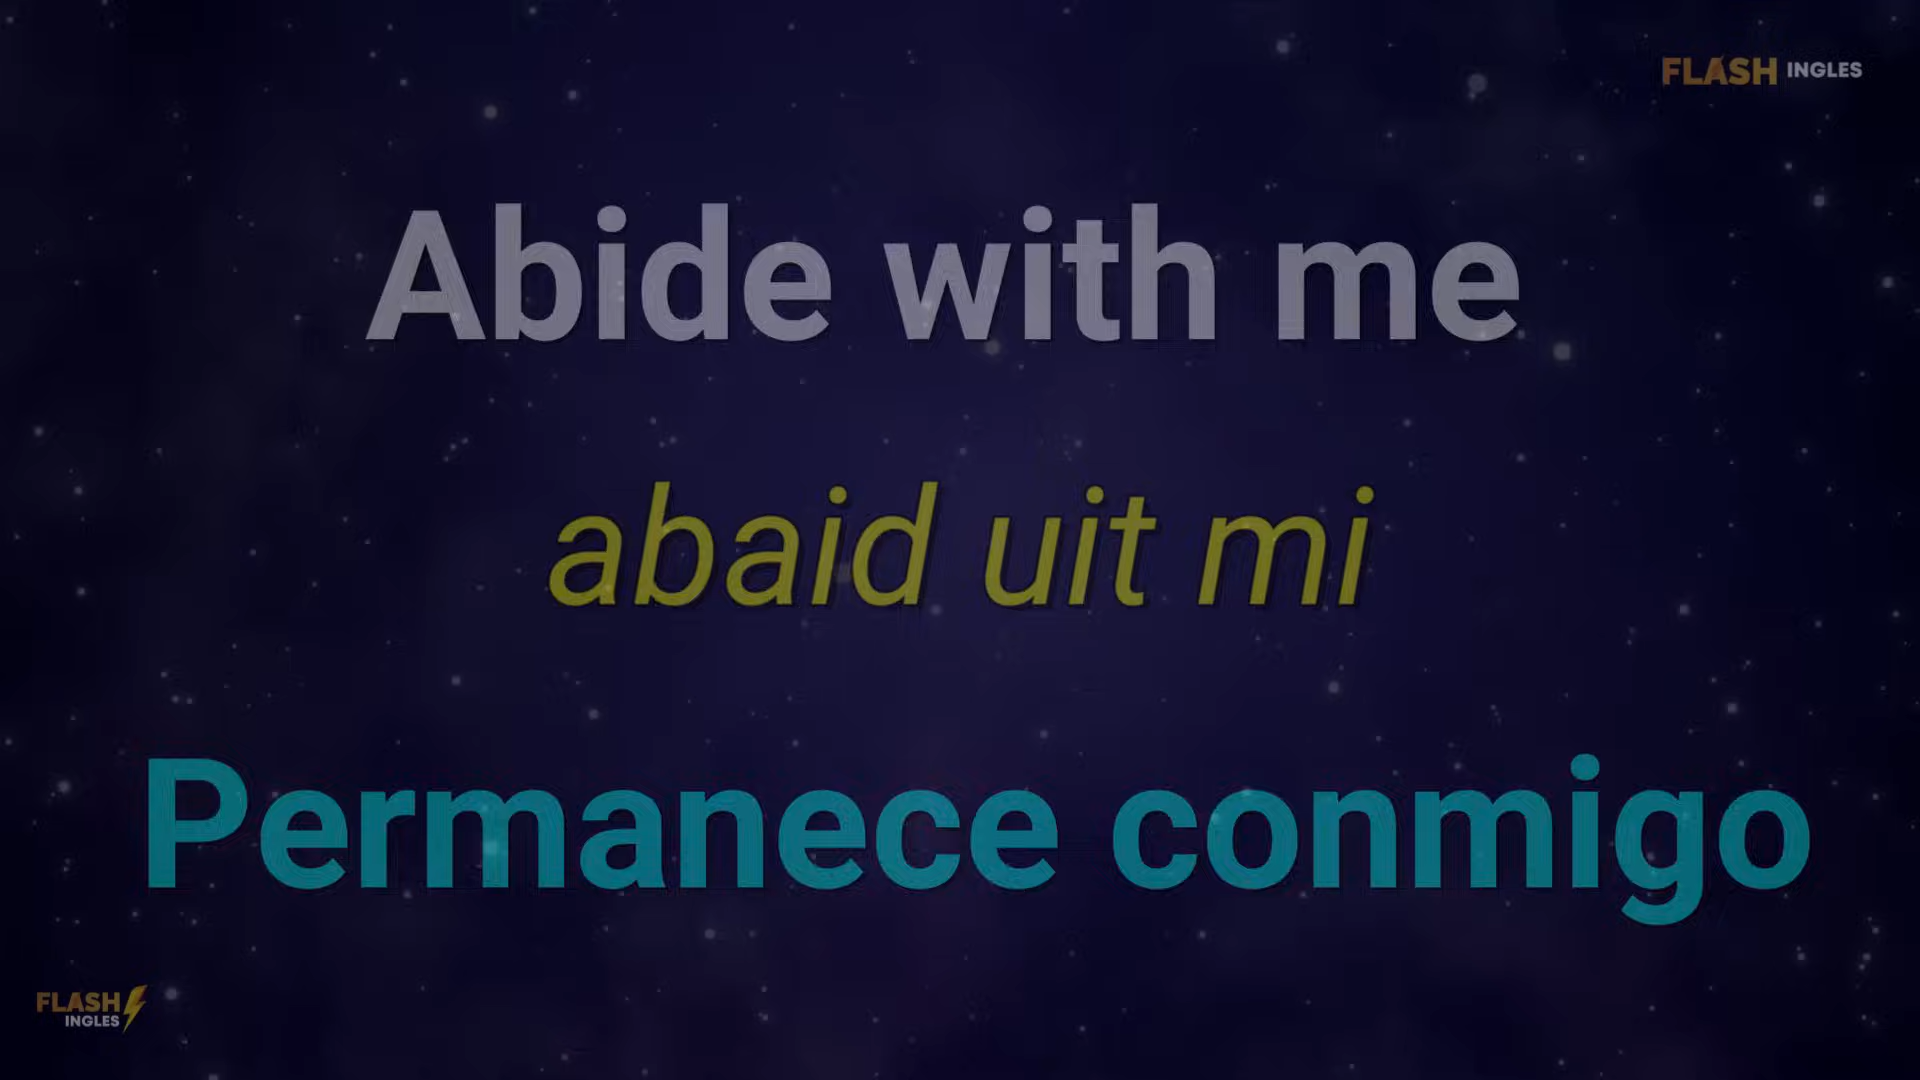 FLASH INGLES
Abide with me
abaid uit mi
Permanece conmigo
FLASH
INGLES